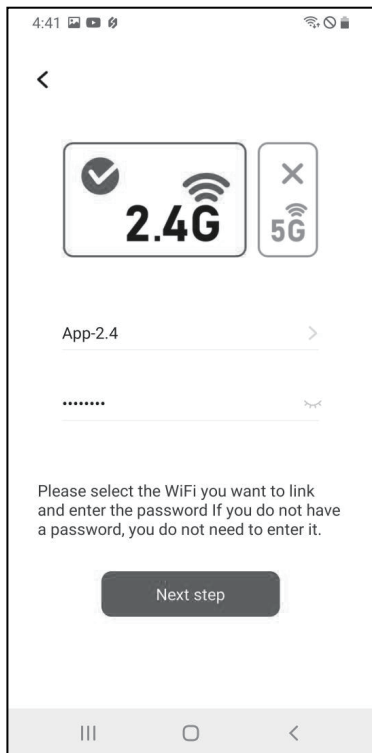 4:41
2.4G
5G
App-2.4
••••••••
Please select the WiFi you want to link
and enter the password If you do not have
a password, you do not need to enter it.
Next step